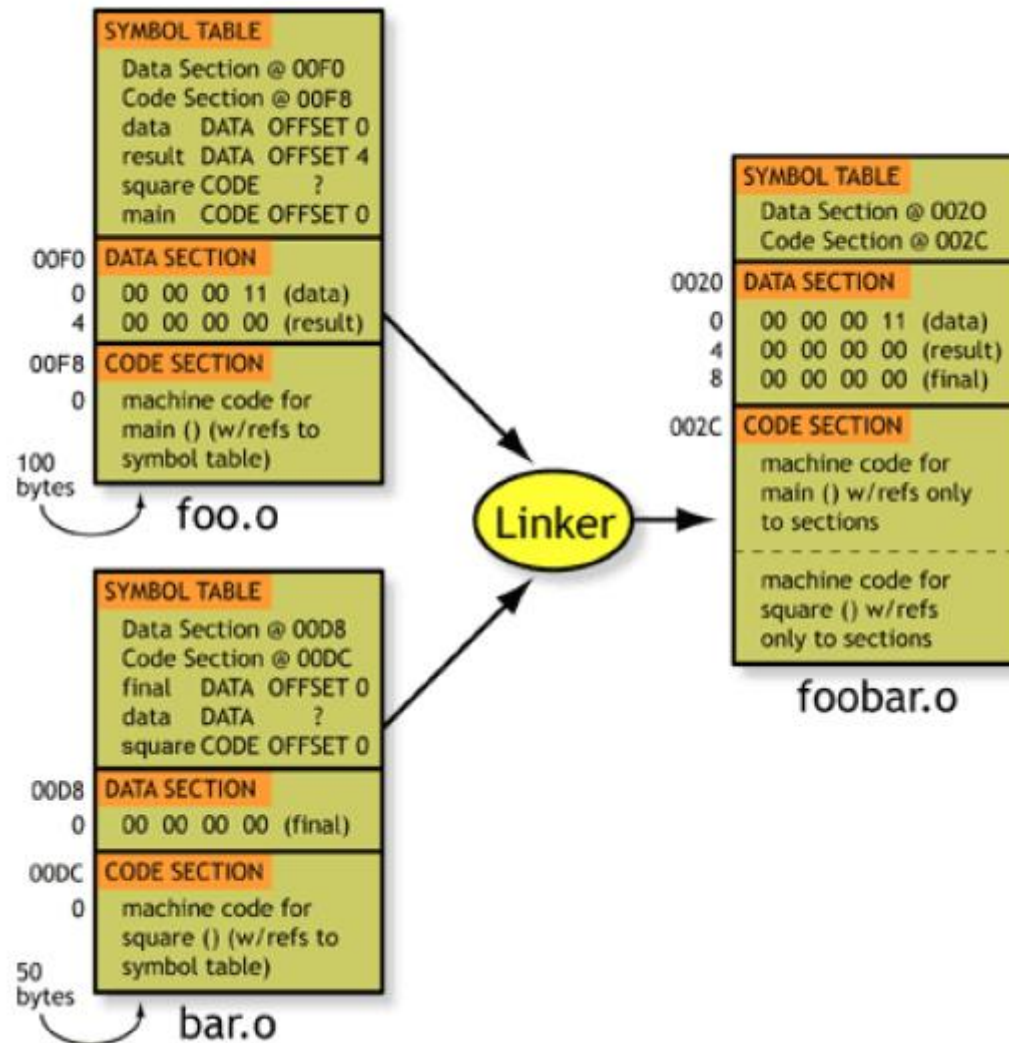 SYMBOL TABLE
Data Section @ 00F0
Code Section @ 00F8
data DATA OFFSET 0
result DATA OFFSET 4
square CODE ?
main CODE OFFSET 0
00F0 DATA SECTION
0 00 00 00 11 (data)
4 00 00 00 00 (result)
00F8 CODE SECTION
0 machine code for
main () (w/refs to
symbol table)
100
bytes
foo.o
SYMBOL TABLE
Data Section @ 00D8
Code Section @ 00DC
final DATA OFFSET 0
data DATA ?
square CODE OFFSET 0
00D8 DATA SECTION
0 00 00 00 00 (final)
00DC CODE SECTION
0 machine code for
square () (w/refs to
symbol table)
50
bytes
bar.o
Linker
SYMBOL TABLE
Data Section @ 0020
Code Section @ 002C
0020 DATA SECTION
0 00 00 00 11 (data)
4 00 00 00 00 (result)
8 00 00 00 00 (final)
002C CODE SECTION
machine code for
main () w/refs only
to sections
machine code for
square () w/refs
only to sections
foobar.o